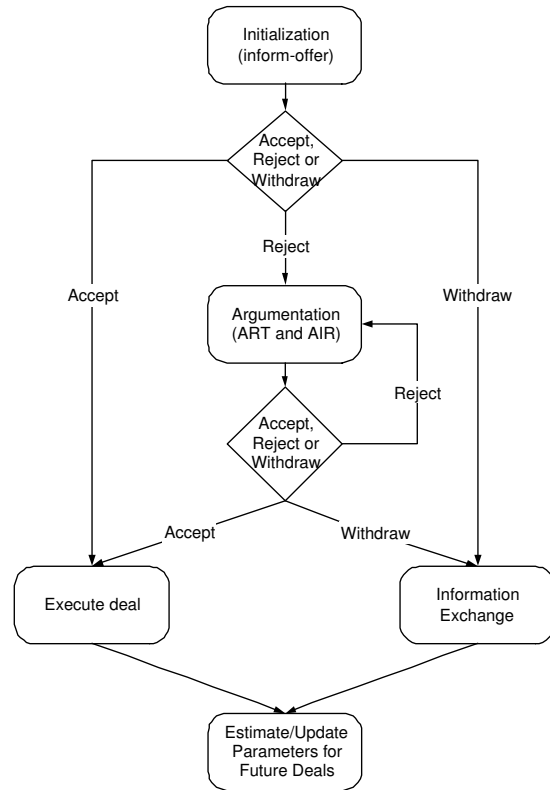 Initialization
(inform-offer)
Accept,
Reject or
Withdraw
Reject
Accept
Withdraw
Argumentation
(ART and AIR)
Reject
Accept,
Reject or
Withdraw
Accept
Withdraw
Execute deal
Information
Exchange
Estimate/Update
Parameters for
Future Deals